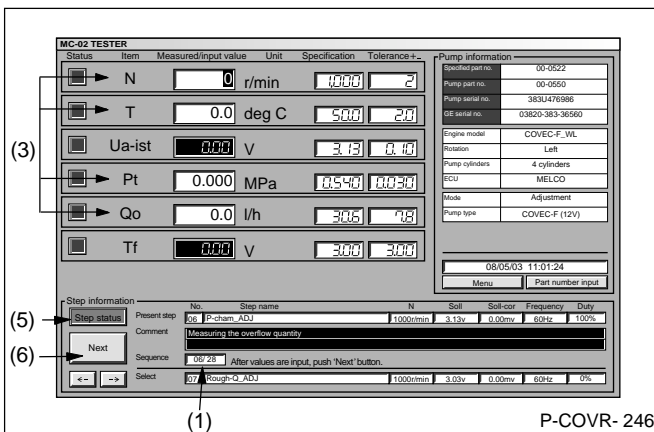 MC-02 TESTER
Status Item Measured/input value Unit Specification Tolerance+-
N 0 r/min 1,000 2
T 0.0 deg C 50.0 2.0
Ua-ist 0.00 V 3.13 0.10
(3)
Pt 0.000 MPa 0.540 0.030
Qo 0.0 l/h 30.6 7.8
Tf 0.00 V 3.00 3.00
Pump information
Specified part no. 00-0522
Pump part no. 00-0550
Pump serial no. 383U476986
GE serial no. 03820-383-36560
Engine model COVEC-F_WL
Rotation Left
Pump cylinders 4 cylinders
ECU MELCO
Mode Adjustment
Pump type COVEC-F (12V)
08/05/03 11:01:24
Menu Part number input
Step information
No. Step name N Soll Soll-cor Frequency Duty
(5) Step status Present step 06 P-cham_ADJ 1000r/min 3.13v 0.00mv 60Hz 100%
Comment Measuring the overflow quantity
(6) Next
Sequence 06/ 28 After values are input, push ‘Next’ button.
<- -> Select 07 Rough-Q_ADJ 1000r/min 3.03v 0.00mv 60Hz 0%
(1)
P-COVR- 246